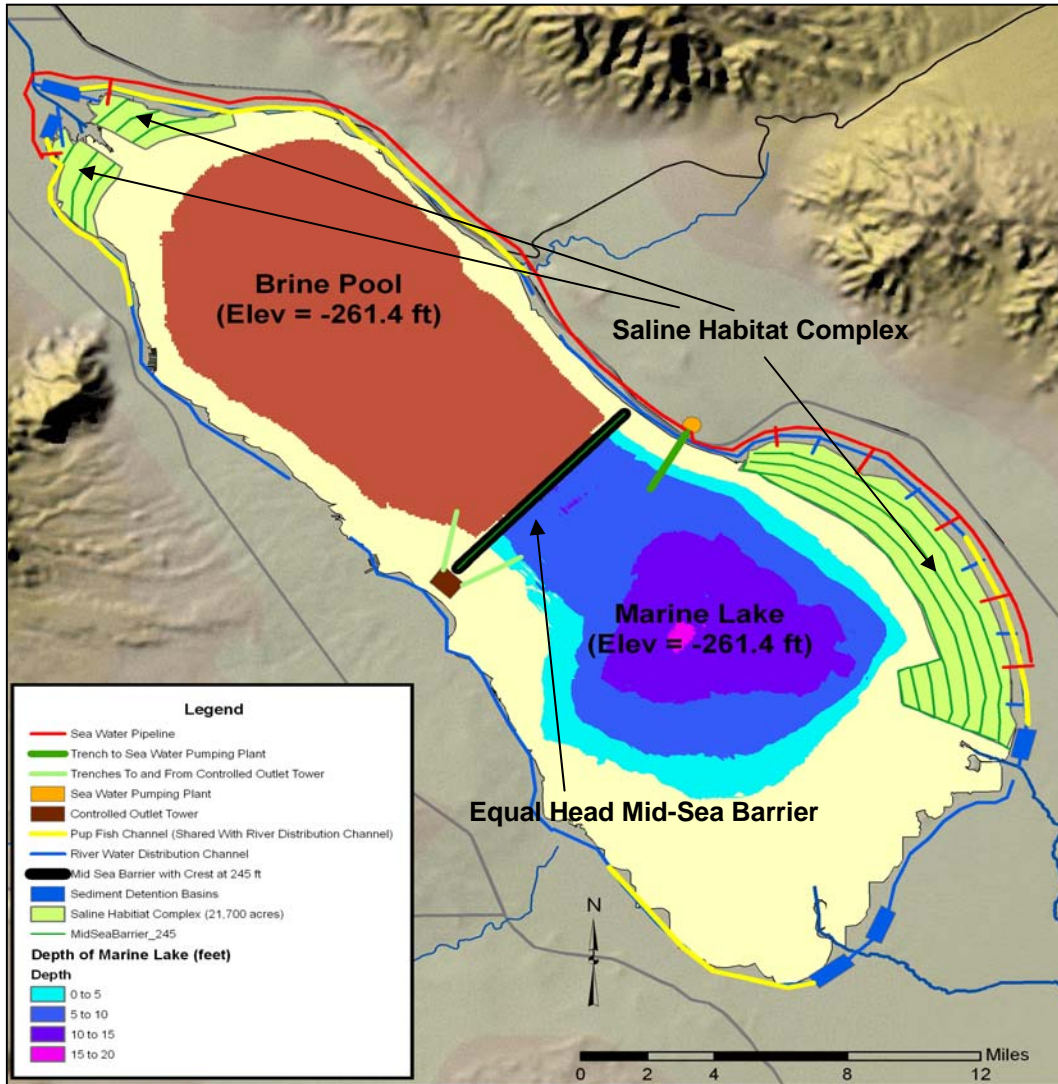 Brine Pool
(Elev = -261.4 ft)
Saline Habitat Complex
Marine Lake
(Elev = -261.4 ft)
Equal Head Mid-Sea Barrier
Legend
Sea Water Pipeline
Trench to Sea Water Pumping Plant
Trenches To and From Controlled Outlet Tower
Sea Water Pumping Plant
Controlled Outlet Tower
Pup Fish Channel (Shared With River Distribution Channel)
River Water Distribution Channel
Mid Sea Barrier with Crest at 245 ft
Sediment Detention Basins
Saline Habitiat Complex (21,700 acres)
MidSeaBarrier_245
Depth of Marine Lake (feet)
Depth
0 to 5
5 to 10
10 to 15
15 to 20
N
Miles
0 2 4 8 12